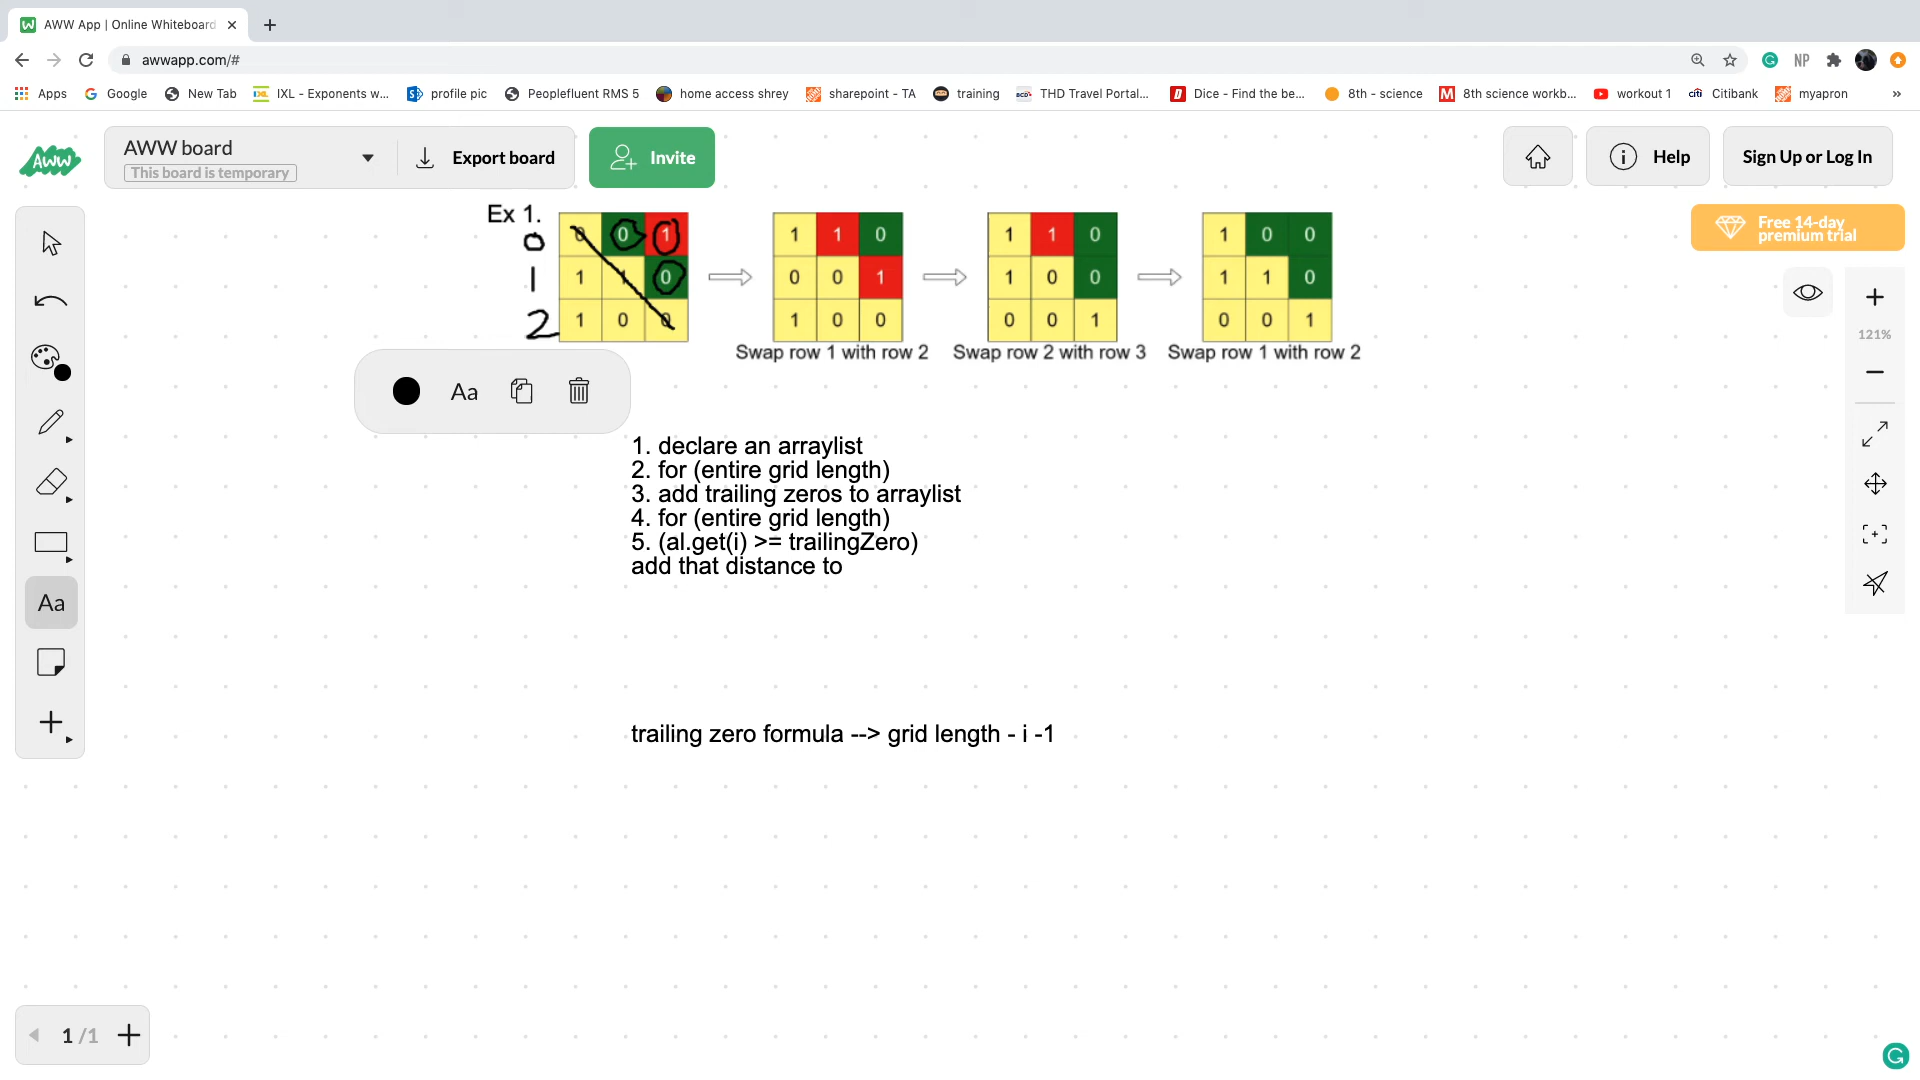 AWW App | Online Whiteboard
awwapp.com/#
NP
Apps
Google
New Tab
IXL - Exponents w...
profile pic
Peoplefluent RMS 5
home access shrey
sharepoint - TA
training
THD Travel Portal...
Dice - Find the be...
8th - science
8th science workb...
workout 1
Citibank
myapron
»
AWW
AWW board
This board is temporary
Export board
Invite
Help
Sign Up or Log In
Free 14-day
premium trial
121%
Ex 1.
0 0 0 1 1 1 0 1 1 0 1 0 0
1 1 1 0 0 0 1 1 0 0 1 1 0
2 1 0 0 1 0 0 0 0 1 0 0 1
Swap row 1 with row 2
Swap row 2 with row 3
Swap row 1 with row 2
Aa
1. declare an arraylist
2. for (entire grid length)
3. add trailing zeros to arraylist
4. for (entire grid length)
5. (al.get(i) >= trailingZero)
add that distance to
Aa
trailing zero formula --> grid length - i -1
1 /1